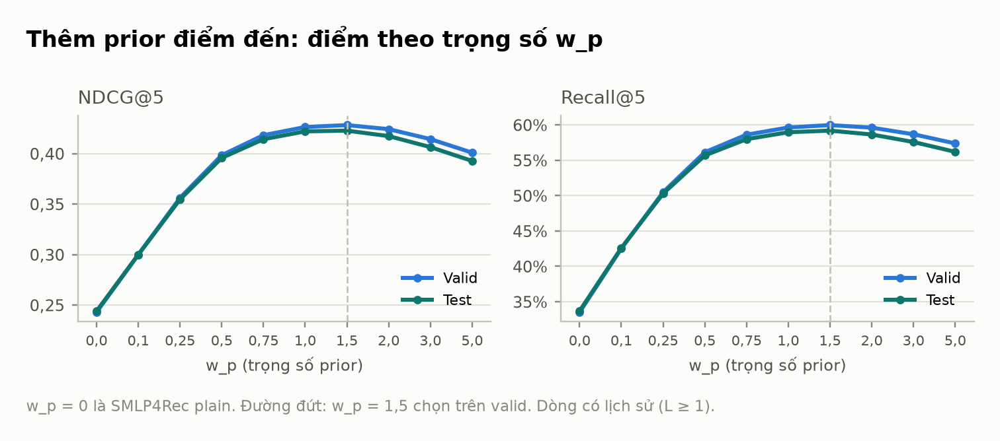 Thêm prior điểm đến: điểm theo trọng số w_p
NDCG@5
0,40
0,35
0,30
0,25
Valid
Test
0,0 0,1 0,25 0,5 0,75 1,0 1,5 2,0 3,0 5,0
w_p (trọng số prior)
Recall@5
60%
55%
50%
45%
40%
35%
Valid
Test
0,0 0,1 0,25 0,5 0,75 1,0 1,5 2,0 3,0 5,0
w_p (trọng số prior)
w_p = 0 là SMLP4Rec plain. Đường đứt: w_p = 1,5 chọn trên valid. Dòng có lịch sử (L ≥ 1).